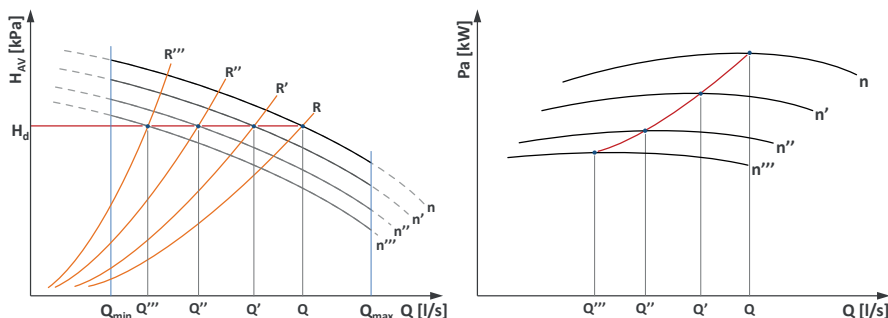 H_AV [kPa]
R'''
R''
R'
R
H_d
n
n'
n''
n'''
Q_min
Q'''
Q''
Q'
Q
Q_max
Q [l/s]
Pa [kW]
n
n'
n''
n'''
Q'''
Q''
Q'
Q
Q [l/s]